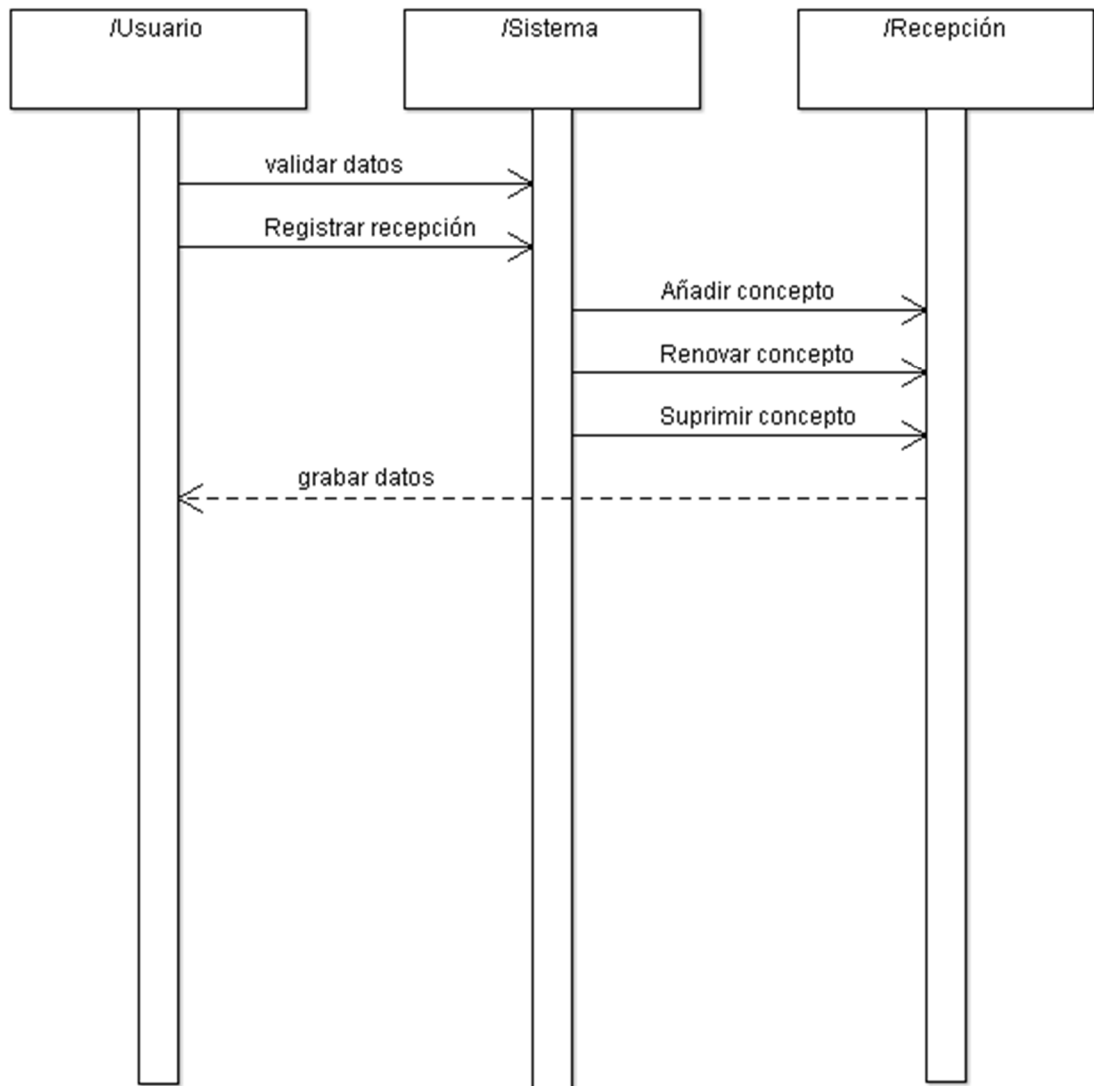 /Usuario
/Sistema
/Recepción
validar datos
Registrar recepción
Añadir concepto
Renovar concepto
Suprimir concepto
grabar datos